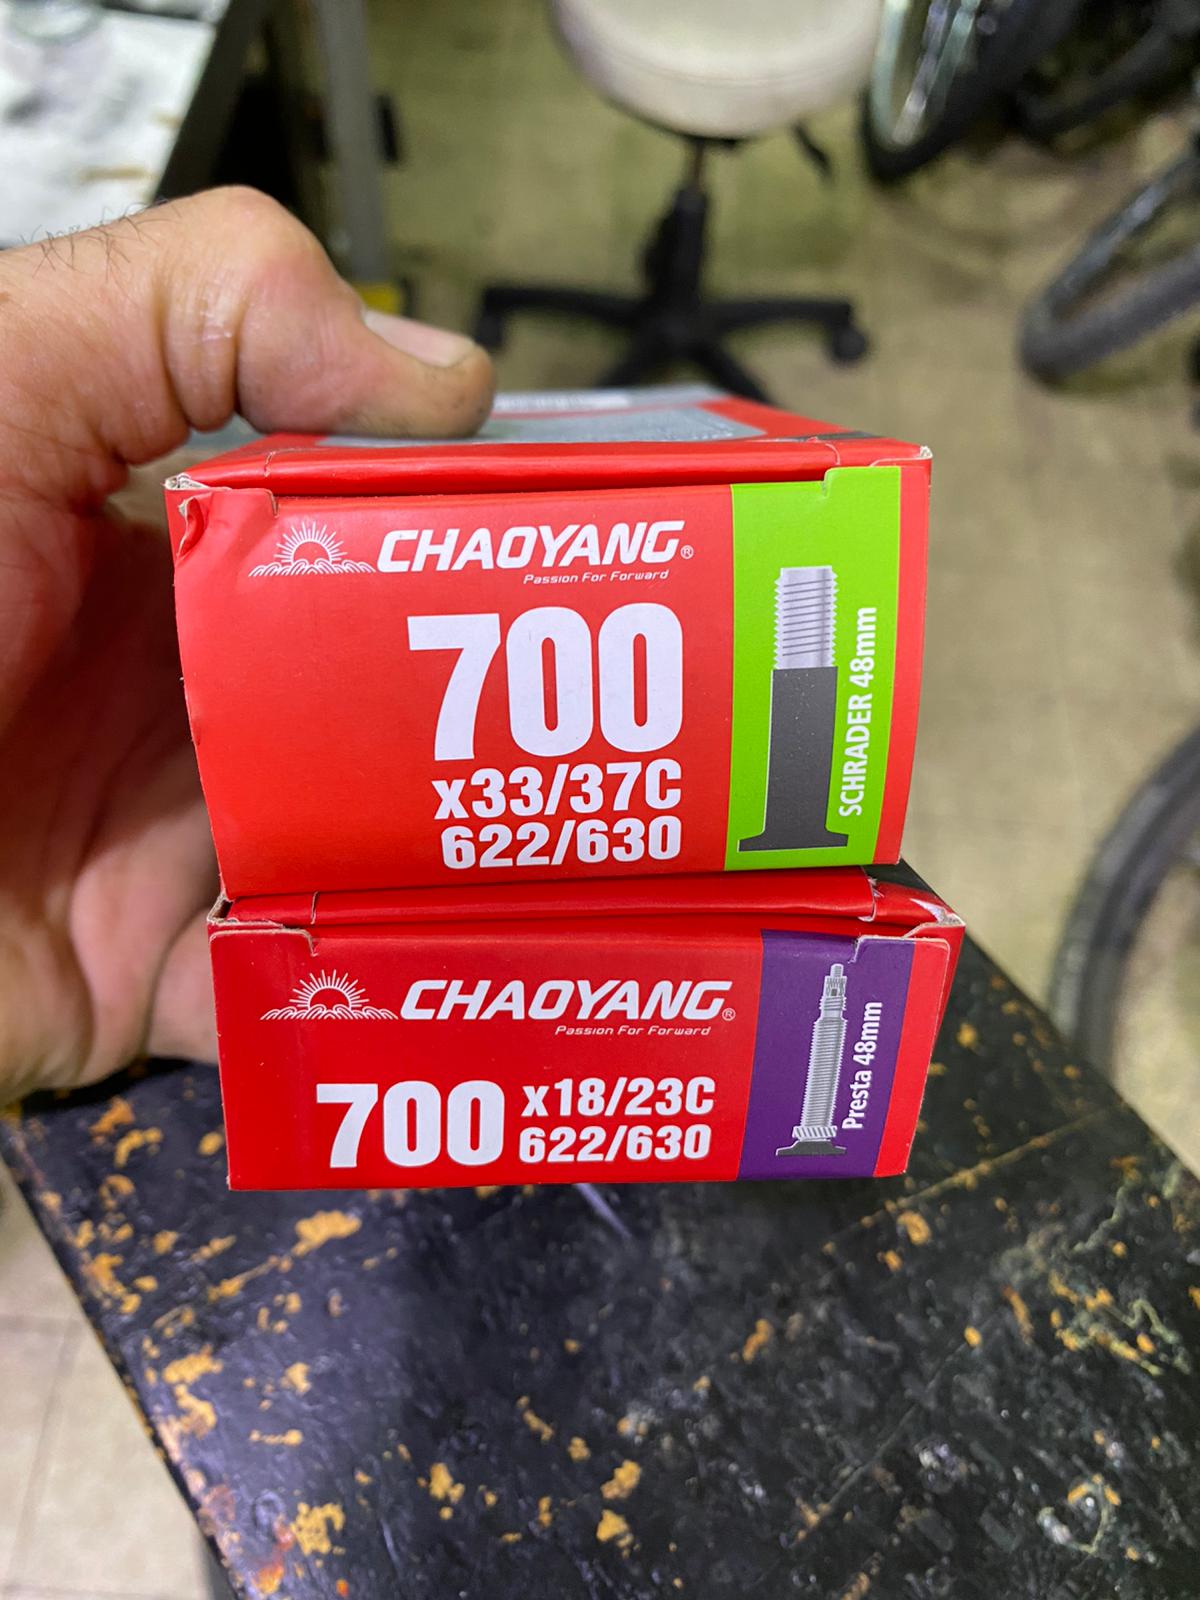 CHAOYANG®
Passion For Forward
700
x33/37C
622/630
SCHRADER 48mm
CHAOYANG®
Passion For Forward
700 x18/23C
622/630
Presta 48mm